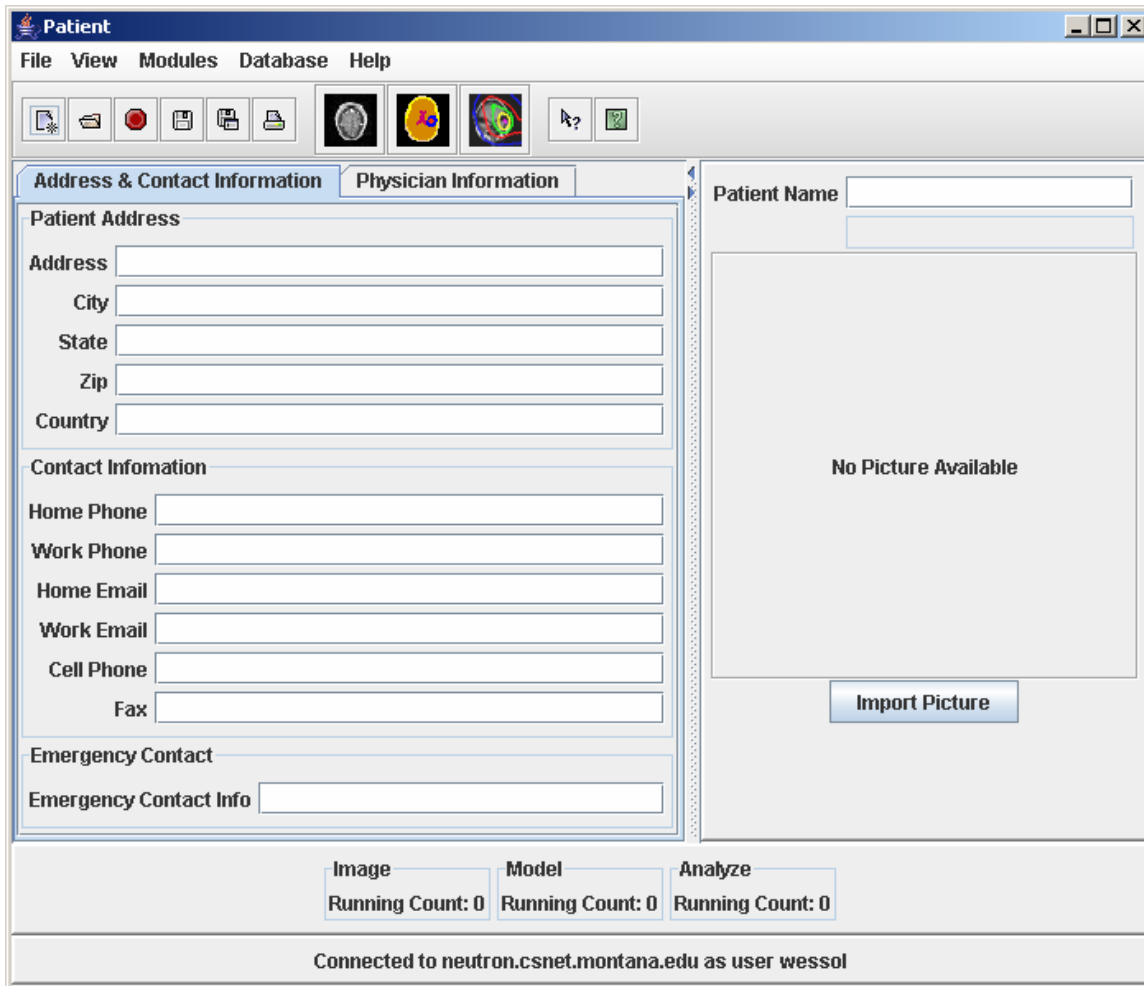 Patient
File View Modules Database Help
Address & Contact Information Physician Information
Patient Address
Address
City
State
Zip
Country
Contact Infomation
Home Phone
Work Phone
Home Email
Work Email
Cell Phone
Fax
Emergency Contact
Emergency Contact Info
Patient Name
No Picture Available
Import Picture
Image Model Analyze
Running Count: 0 Running Count: 0 Running Count: 0
Connected to neutron.csnet.montana.edu as user wessol